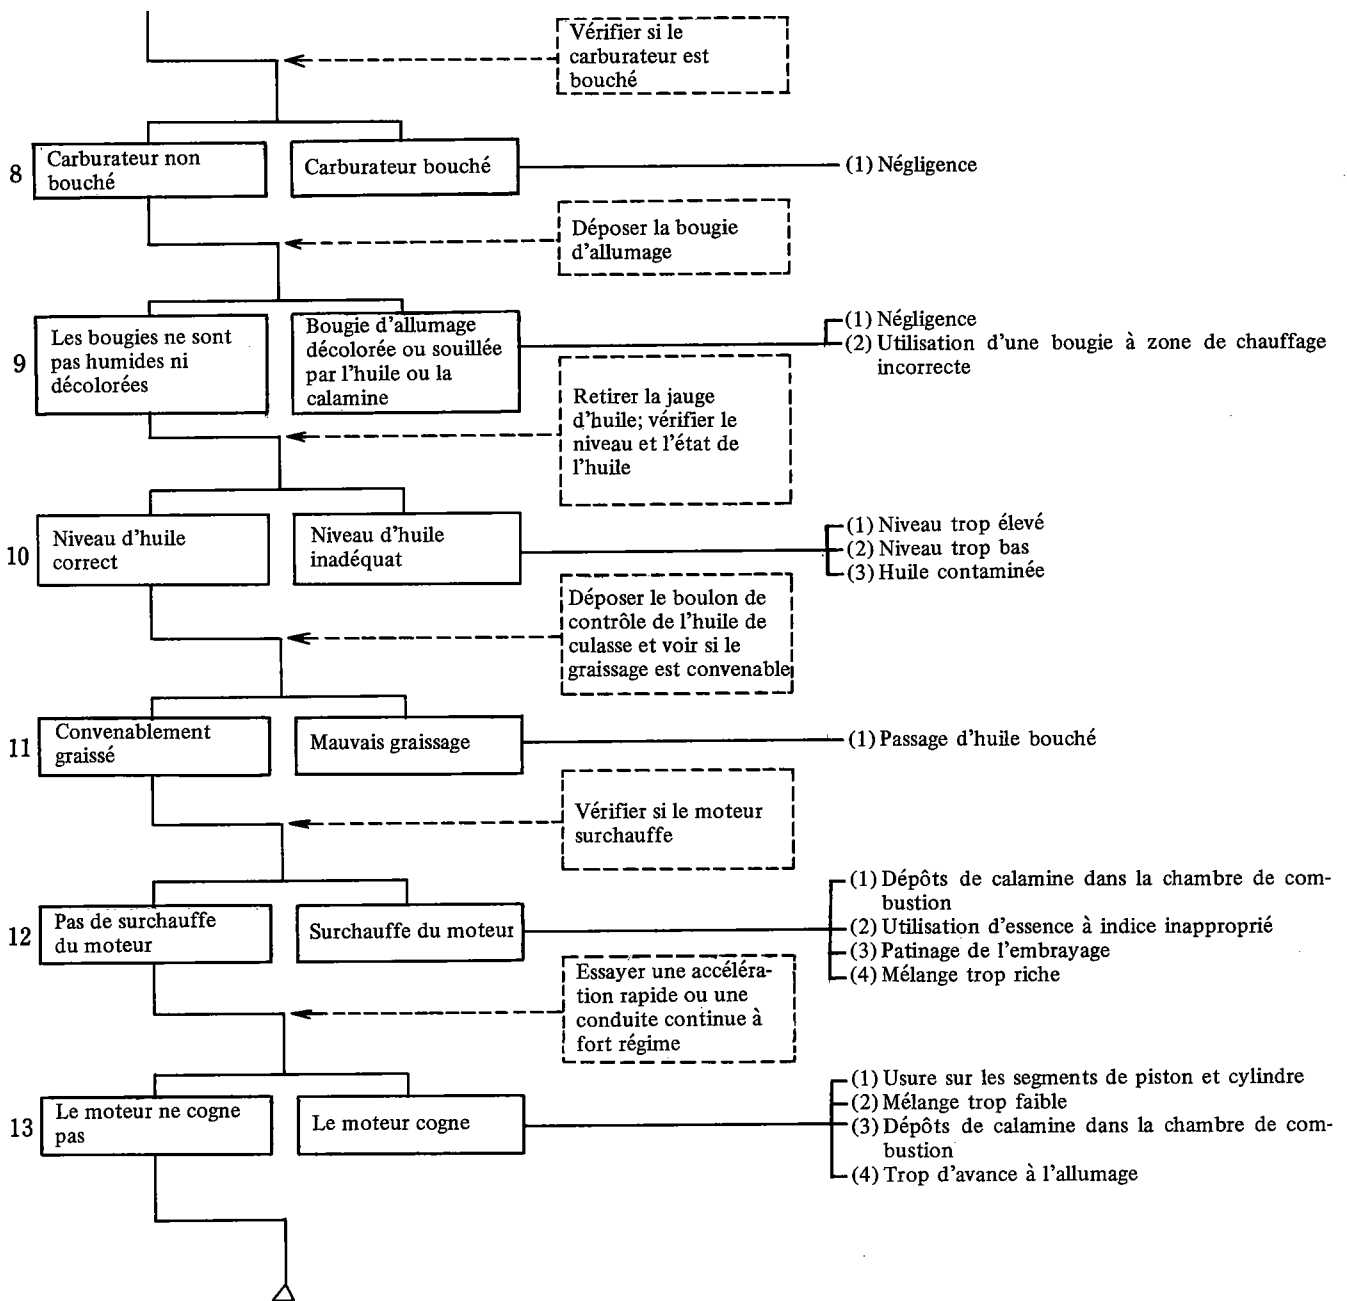 Vérifier si le
carburateur est
bouché
8
Carburateur non
bouché
Carburateur bouché
(1) Négligence
Déposer la bougie
d'allumage
9
Les bougies ne sont
pas humides ni
décolorées
Bougie d'allumage
décolorée ou souillée
par l'huile ou la
calamine
(1) Négligence
(2) Utilisation d'une bougie à zone de chauffage
incorrecte
Retirer la jauge
d'huile; vérifier le
niveau et l'état de
l'huile
10
Niveau d'huile
correct
Niveau d'huile
inadéquat
(1) Niveau trop élevé
(2) Niveau trop bas
(3) Huile contaminée
Déposer le boulon de
contrôle de l'huile de
culasse et voir si le
graissage est convenable
11
Convenablement
graissé
Mauvais graissage
(1) Passage d'huile bouché
Vérifier si le moteur
surchauffe
12
Pas de surchauffe
du moteur
Surchauffe du moteur
(1) Dépôts de calamine dans la chambre de com-
bustion
(2) Utilisation d'essence à indice inapproprié
(3) Patinage de l'embrayage
(4) Mélange trop riche
Essayer une accéléra-
tion rapide ou une
conduite continue à
fort régime
13
Le moteur ne cogne
pas
Le moteur cogne
(1) Usure sur les segments de piston et cylindre
(2) Mélange trop faible
(3) Dépôts de calamine dans la chambre de com-
bustion
(4) Trop d'avance à l'allumage